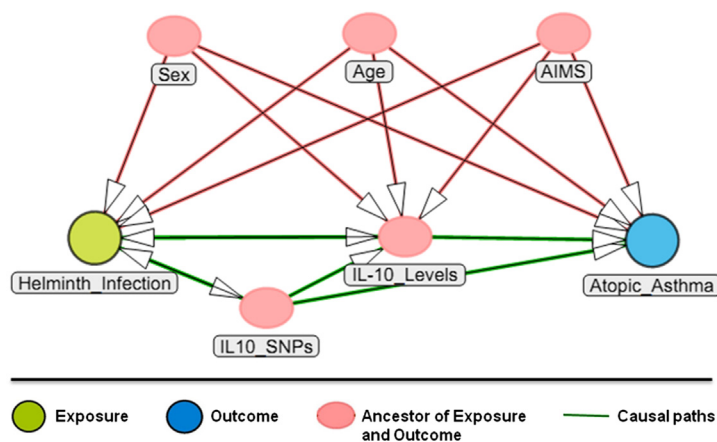 Sex
Age
AIMS
Helminth_Infection
IL-10_Levels
Atopic_Asthma
IL10_SNPs
Exposure
Outcome
Ancestor of Exposure
and Outcome
Causal paths